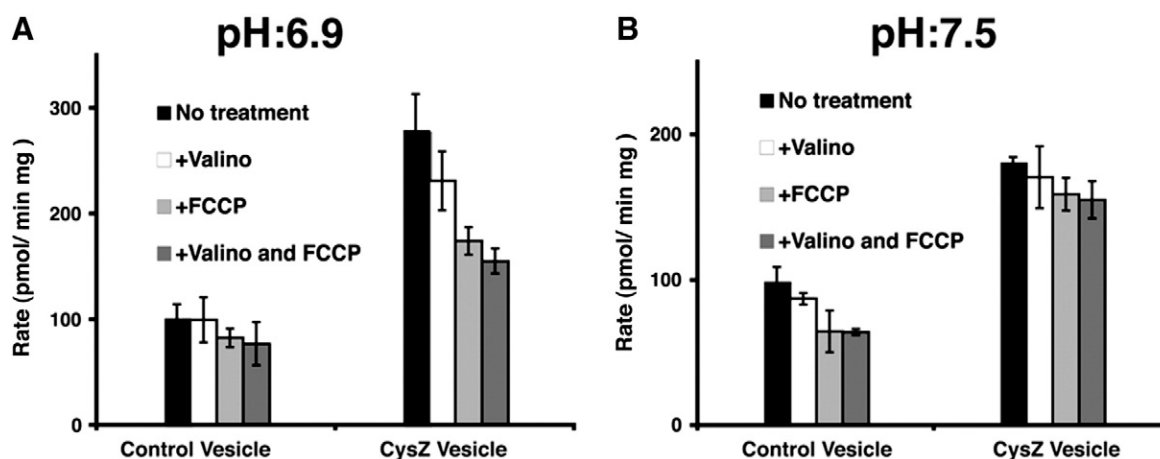 A
pH:6.9
Rate (pmol/ min mg )
300
200
100
0
No treatment
+Valino
+FCCP
+Valino and FCCP
Control Vesicle
CysZ Vesicle
B
pH:7.5
Rate (pmol/ min mg )
200
100
0
No treatment
+Valino
+FCCP
+Valino and FCCP
Control Vesicle
CysZ Vesicle